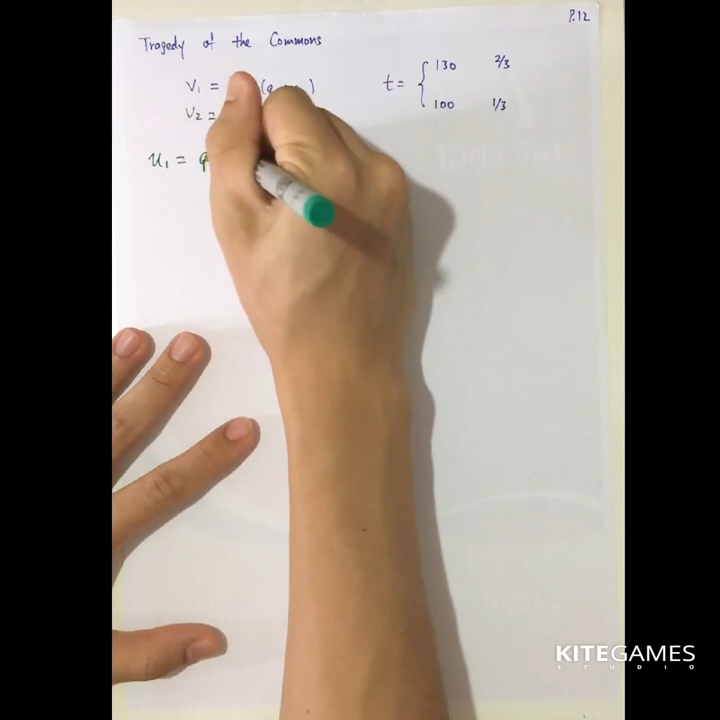 P.12
Tragedy of the Commons
V₁ =
V₂ =
t = { 130 2/3
100 1/3
u₁ = q
KITEGAMES
STUDIO